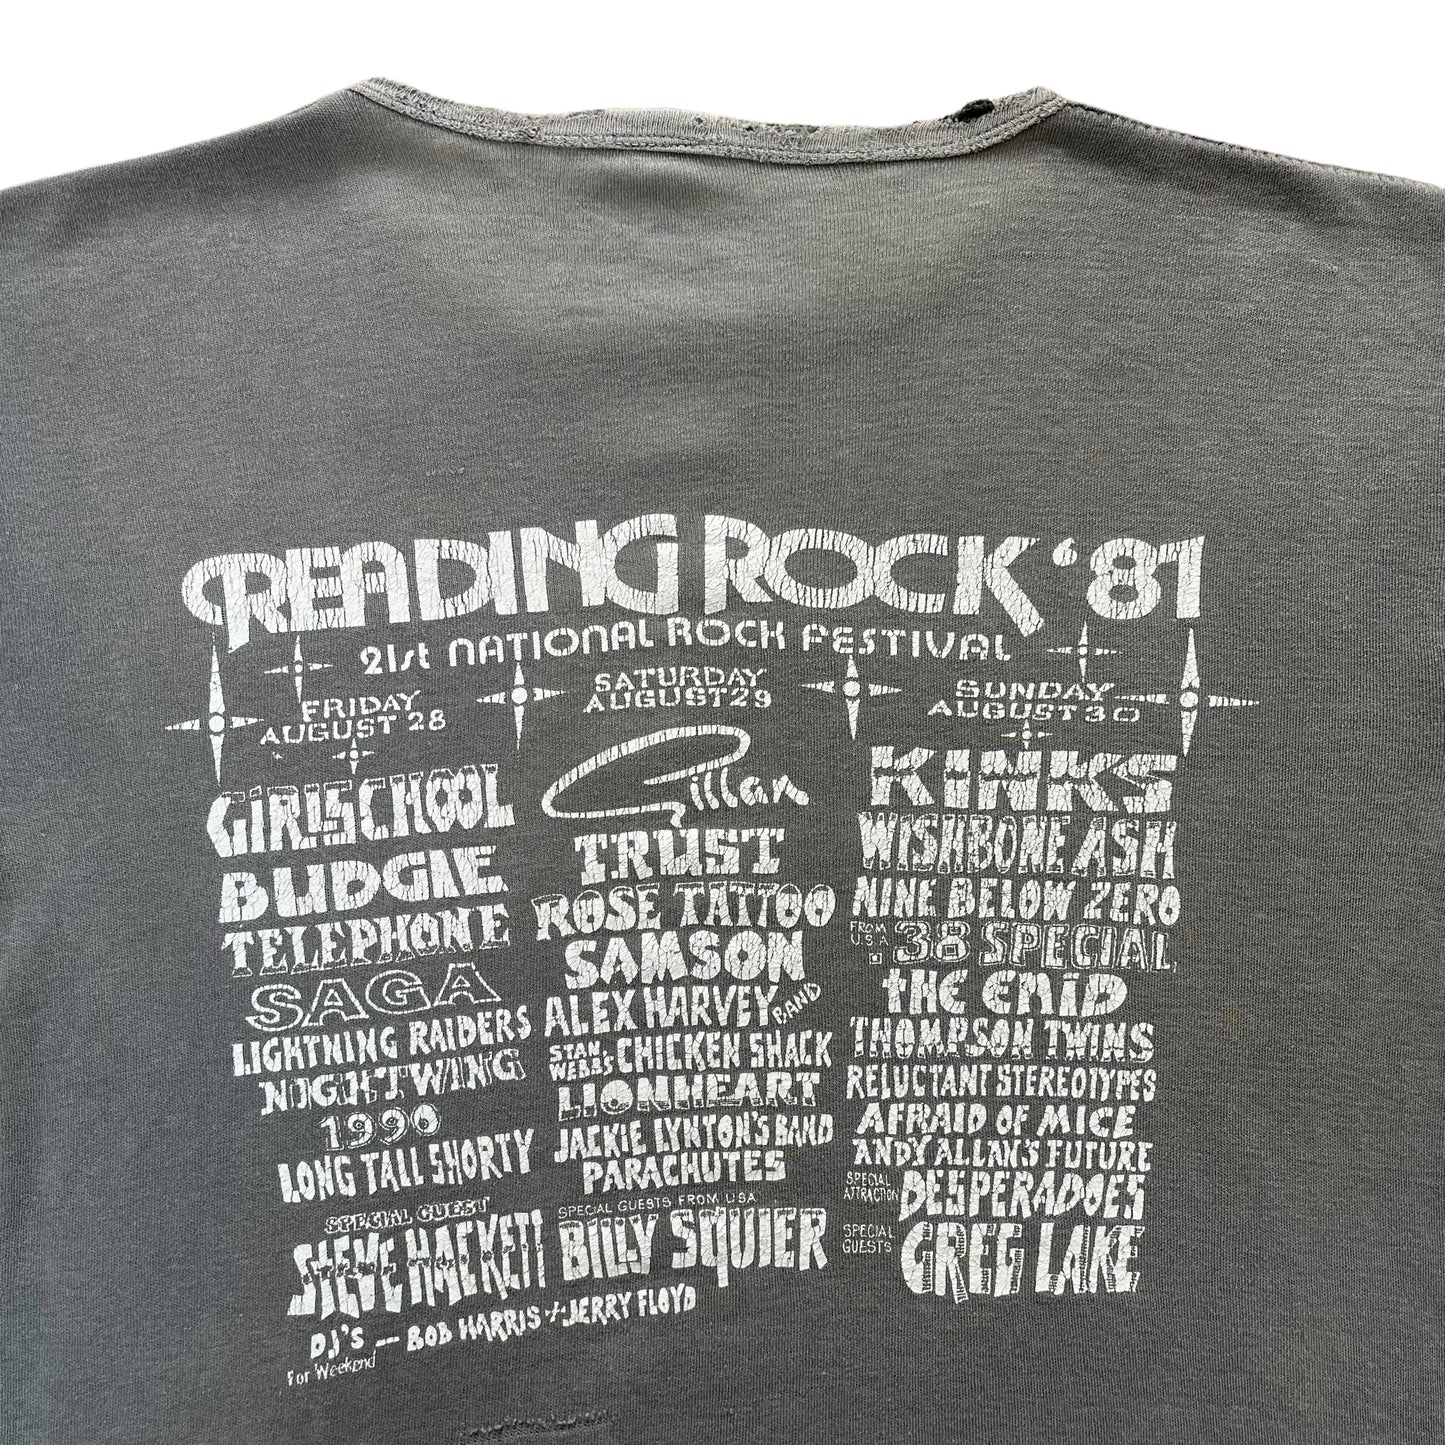 READING ROCK '81
21st NATIONAL ROCK FESTIVAL
FRIDAY
AUGUST 28
GIRLSCHOOL
BUDGIE
TELEPHONE
SAGA
LIGHTNING RAIDERS
NIGHTWING
1990
LONG TALL SHORTY
SPECIAL GUEST
STEVE HACKETT
SATURDAY
AUGUST 29
Gillan
TRUST
ROSE TATTOO
SAMSON
ALEX HARVEY BAND
STAN WEBB'S CHICKEN SHACK
LIONHEART
JACKIE LYNTON'S BAND
PARACHUTES
SPECIAL GUESTS FROM USA
BILLY SQUIER
SUNDAY
AUGUST 30
KINKS
WISHBONE ASH
NINE BELOW ZERO
FROM U.S.A. .38 SPECIAL
THE ENID
THOMPSON TWINS
RELUCTANT STEREOTYPES
AFRAID OF MICE
ANDY ALLAN'S FUTURE
SPECIAL ATTRACTION DESPERADOES
SPECIAL GUESTS GREG LAKE
DJ'S — BOB HARRIS + JERRY FLOYD
For Weekend